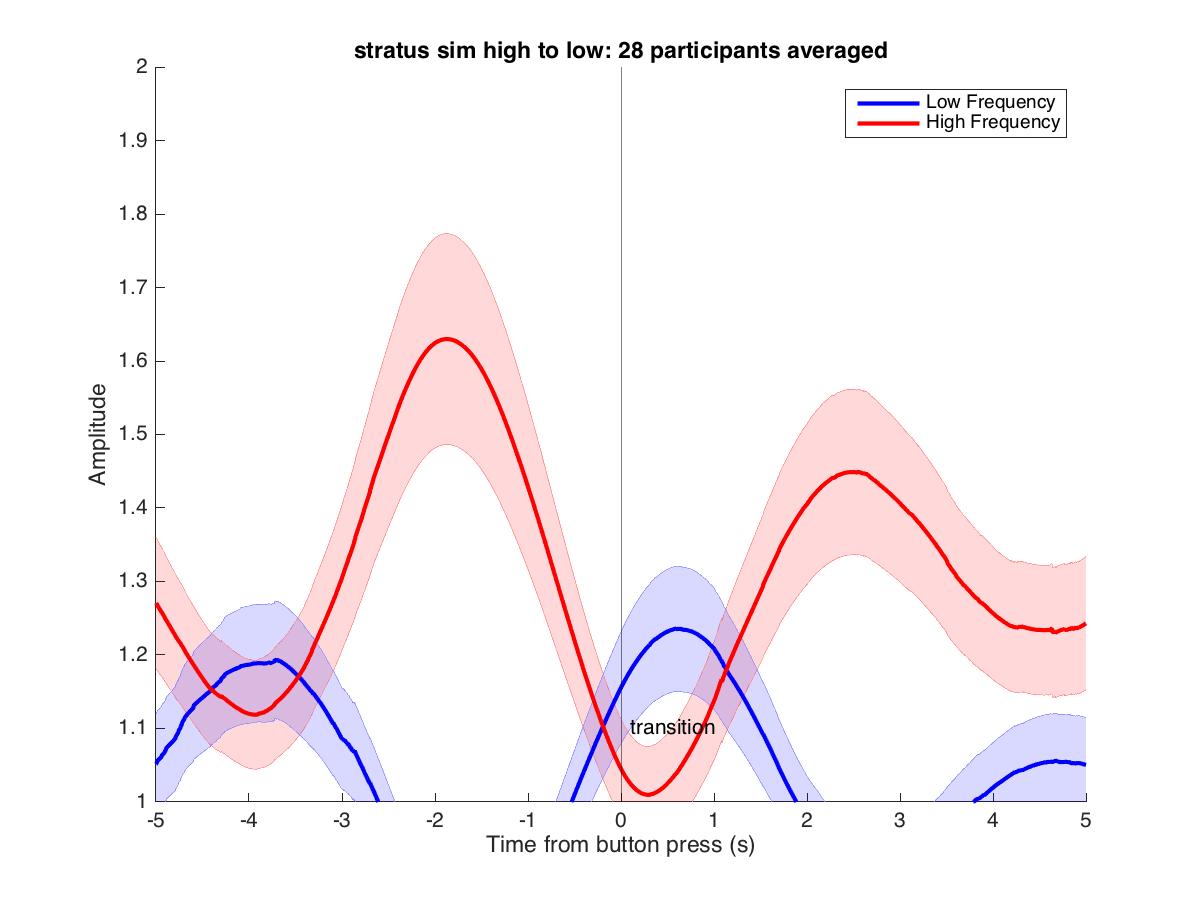 stratus sim high to low: 28 participants averaged
Low Frequency
High Frequency
Amplitude
2
1.9
1.8
1.7
1.6
1.5
1.4
1.3
1.2
1.1
1
transition
-5 -4 -3 -2 -1 0 1 2 3 4 5
Time from button press (s)